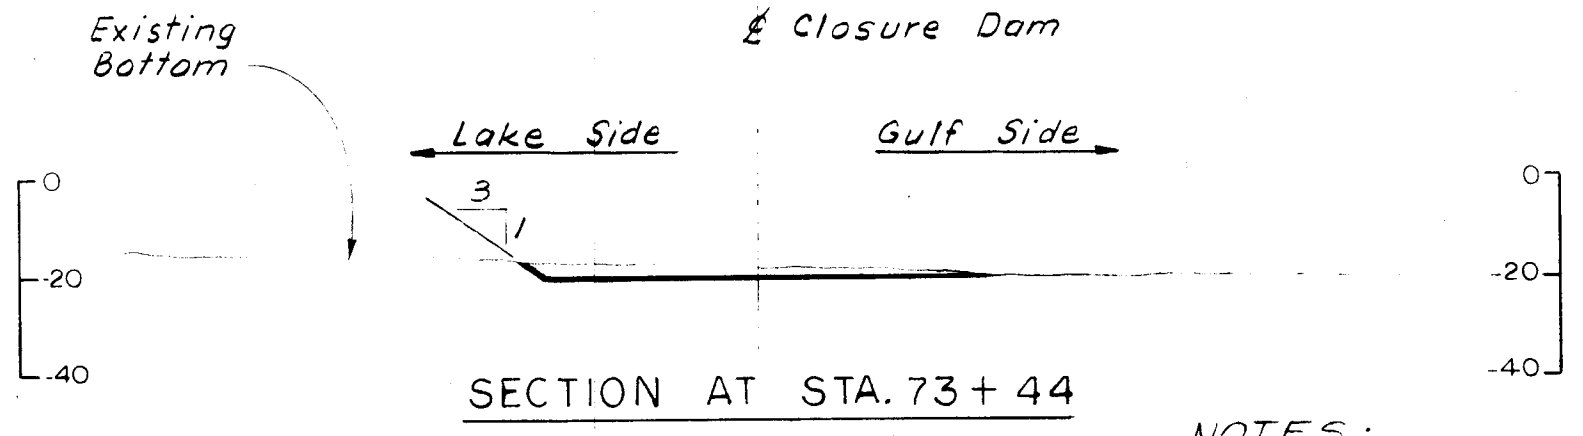 Existing
Bottom
℄ Closure Dam
Lake Side
Gulf Side
0
-20
-40
3
1
0
-20
-40
SECTION AT STA. 73+44
NOTES: